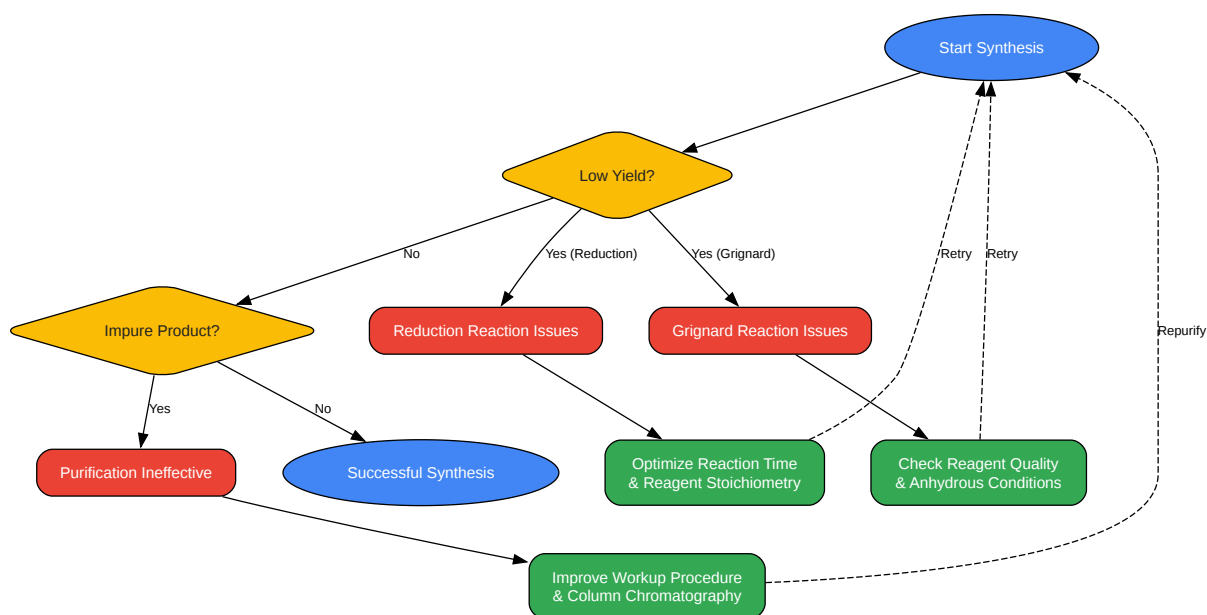 Start Synthesis
Low Yield?
No
Yes (Reduction)
Yes (Grignard)
Retry
Retry
Impure Product?
Reduction Reaction Issues
Grignard Reaction Issues
Repurify
Yes
No
Purification Ineffective
Successful Synthesis
Optimize Reaction Time
& Reagent Stoichiometry
Check Reagent Quality
& Anhydrous Conditions
Improve Workup Procedure
& Column Chromatography